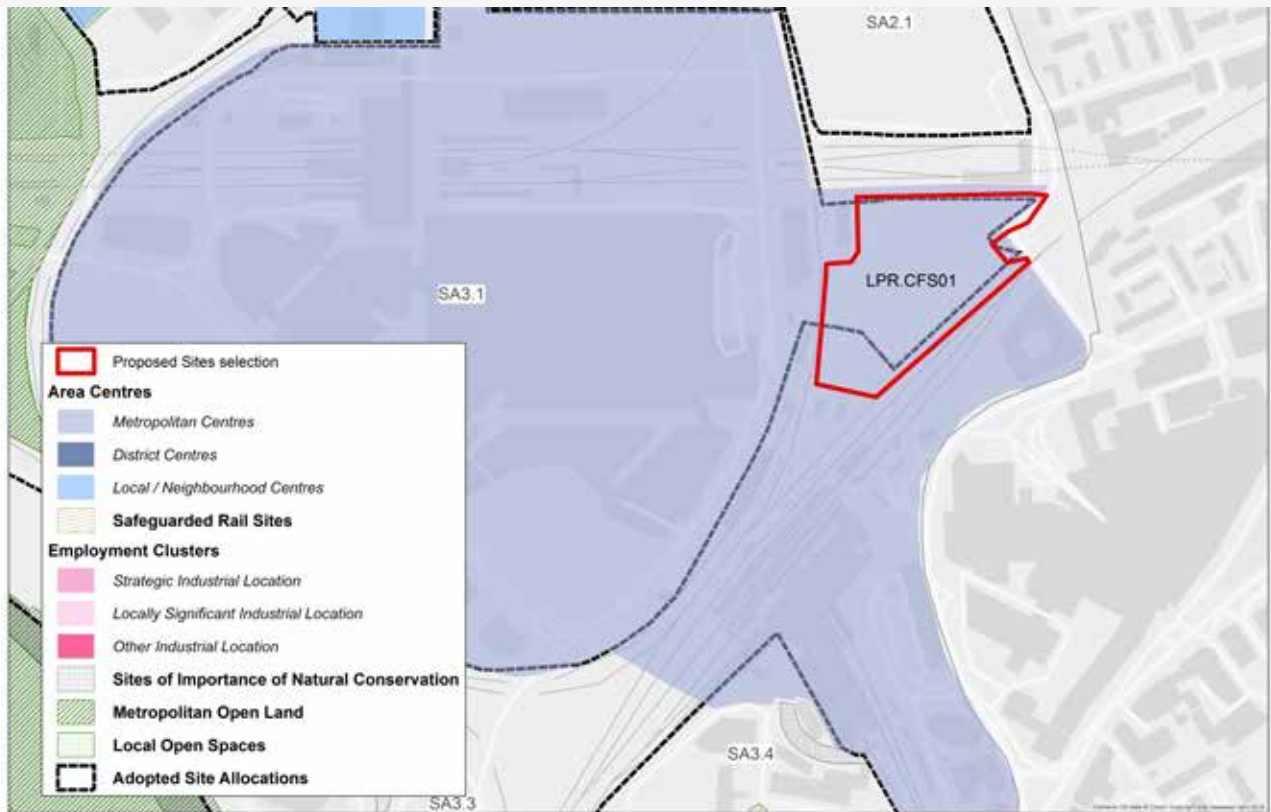 SA2.1
LPR.CFS01
SA3.1
Proposed Sites selection
Area Centres
Metropolitan Centres
District Centres
Local / Neighbourhood Centres
Safeguarded Rail Sites
Employment Clusters
Strategic Industrial Location
Locally Significant Industrial Location
Other Industrial Location
Sites of Importance of Natural Conservation
Metropolitan Open Land
Local Open Spaces
Adopted Site Allocations
SA3.4
SA3.3